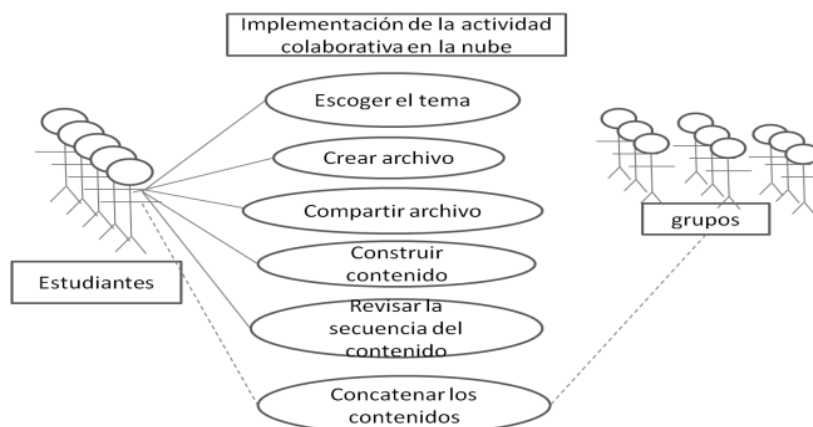 Implementación de la actividad
colaborativa en la nube
Escoger el tema
Crear archivo
Compartir archivo
grupos
Construir
contenido
Estudiantes
Revisar la
secuencia del
contenido
Concatenar los
contenidos